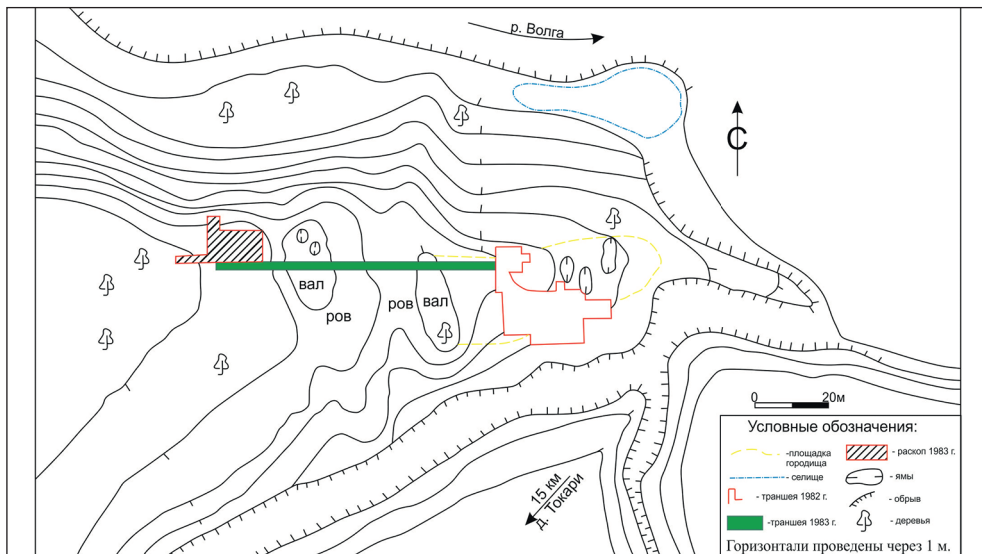 р. Волга
С
вал
ров
ров
вал
0 20м
15 км
д. Токари
Условные обозначения:
-площадка
городища
- селище
- траншея 1982 г.
-траншея 1983 г.
- раскоп 1983 г.
- ямы
- обрыв
- деревья
Горизонтали проведены через 1 м.